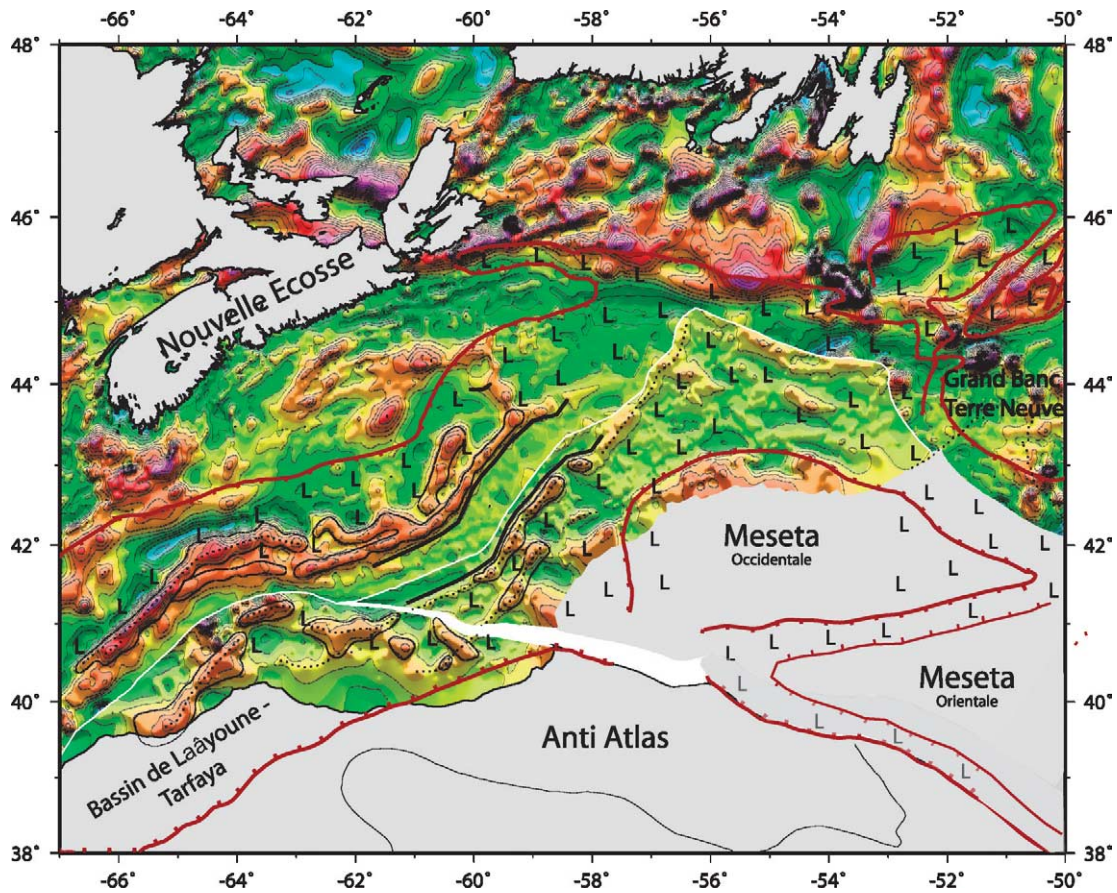 -66° -64° -62° -60° -58° -56° -54° -52° -50°
48° 48°
46° 46°
Nouvelle Ecosse
44° 44°
Grand Banc
Terre Neuve
42° 42°
Meseta
Occidentale
Meseta
Orientale
40° 40°
Anti Atlas
Bassin de Laâyoune -
Tarfaya
38° 38°
-66° -64° -62° -60° -58° -56° -54° -52° -50°
L L L L L L L L L L L L L L L L L L L L